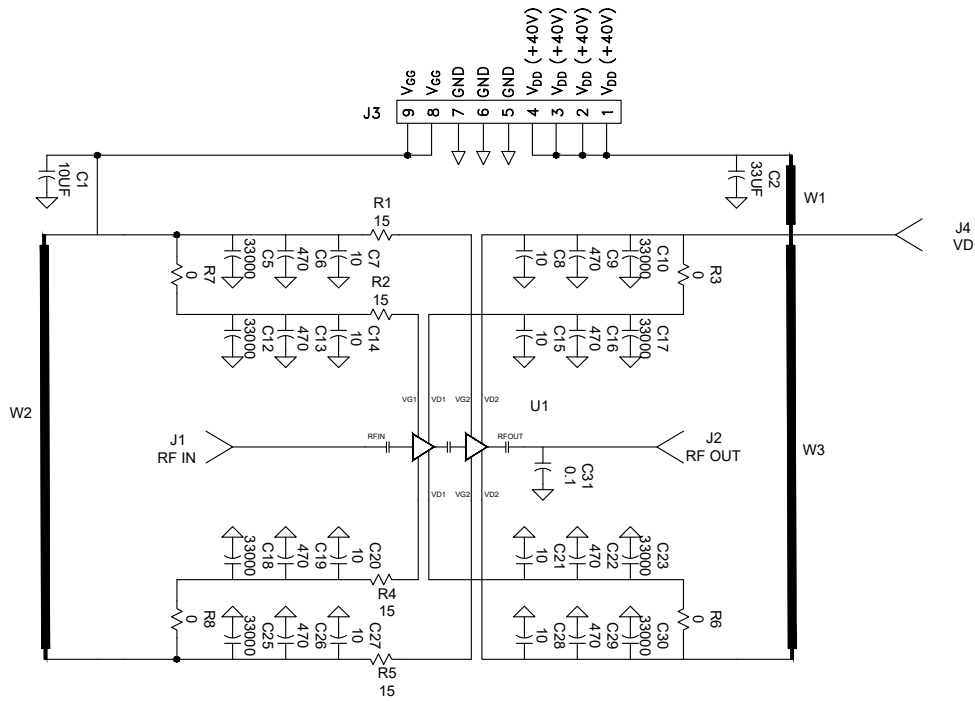 VGG
VGG
GND
GND
GND
VDD (+40V)
VDD (+40V)
VDD (+40V)
VDD (+40V)
J3
9
8
7
6
5
4
3
2
1
C1
10UF
C2
33UF
W1
J4
VD
R1
15
33000
C5
470
C6
10
C7
10
C8
470
C9
33000
C10
R7
0
R3
0
R2
15
33000
C12
470
C13
10
C14
10
C15
470
C16
33000
C17
VG1
VD1
VG2
VD2
U1
W2
J1
RF IN
RFIN
RFOUT
J2
RF OUT
W3
C31
0.1
VD1
VG2
VD2
33000
C18
470
C19
10
C20
10
C21
470
C22
33000
C23
R4
15
R8
0
R6
0
33000
C25
470
C26
10
C27
10
C28
470
C29
33000
C30
R5
15